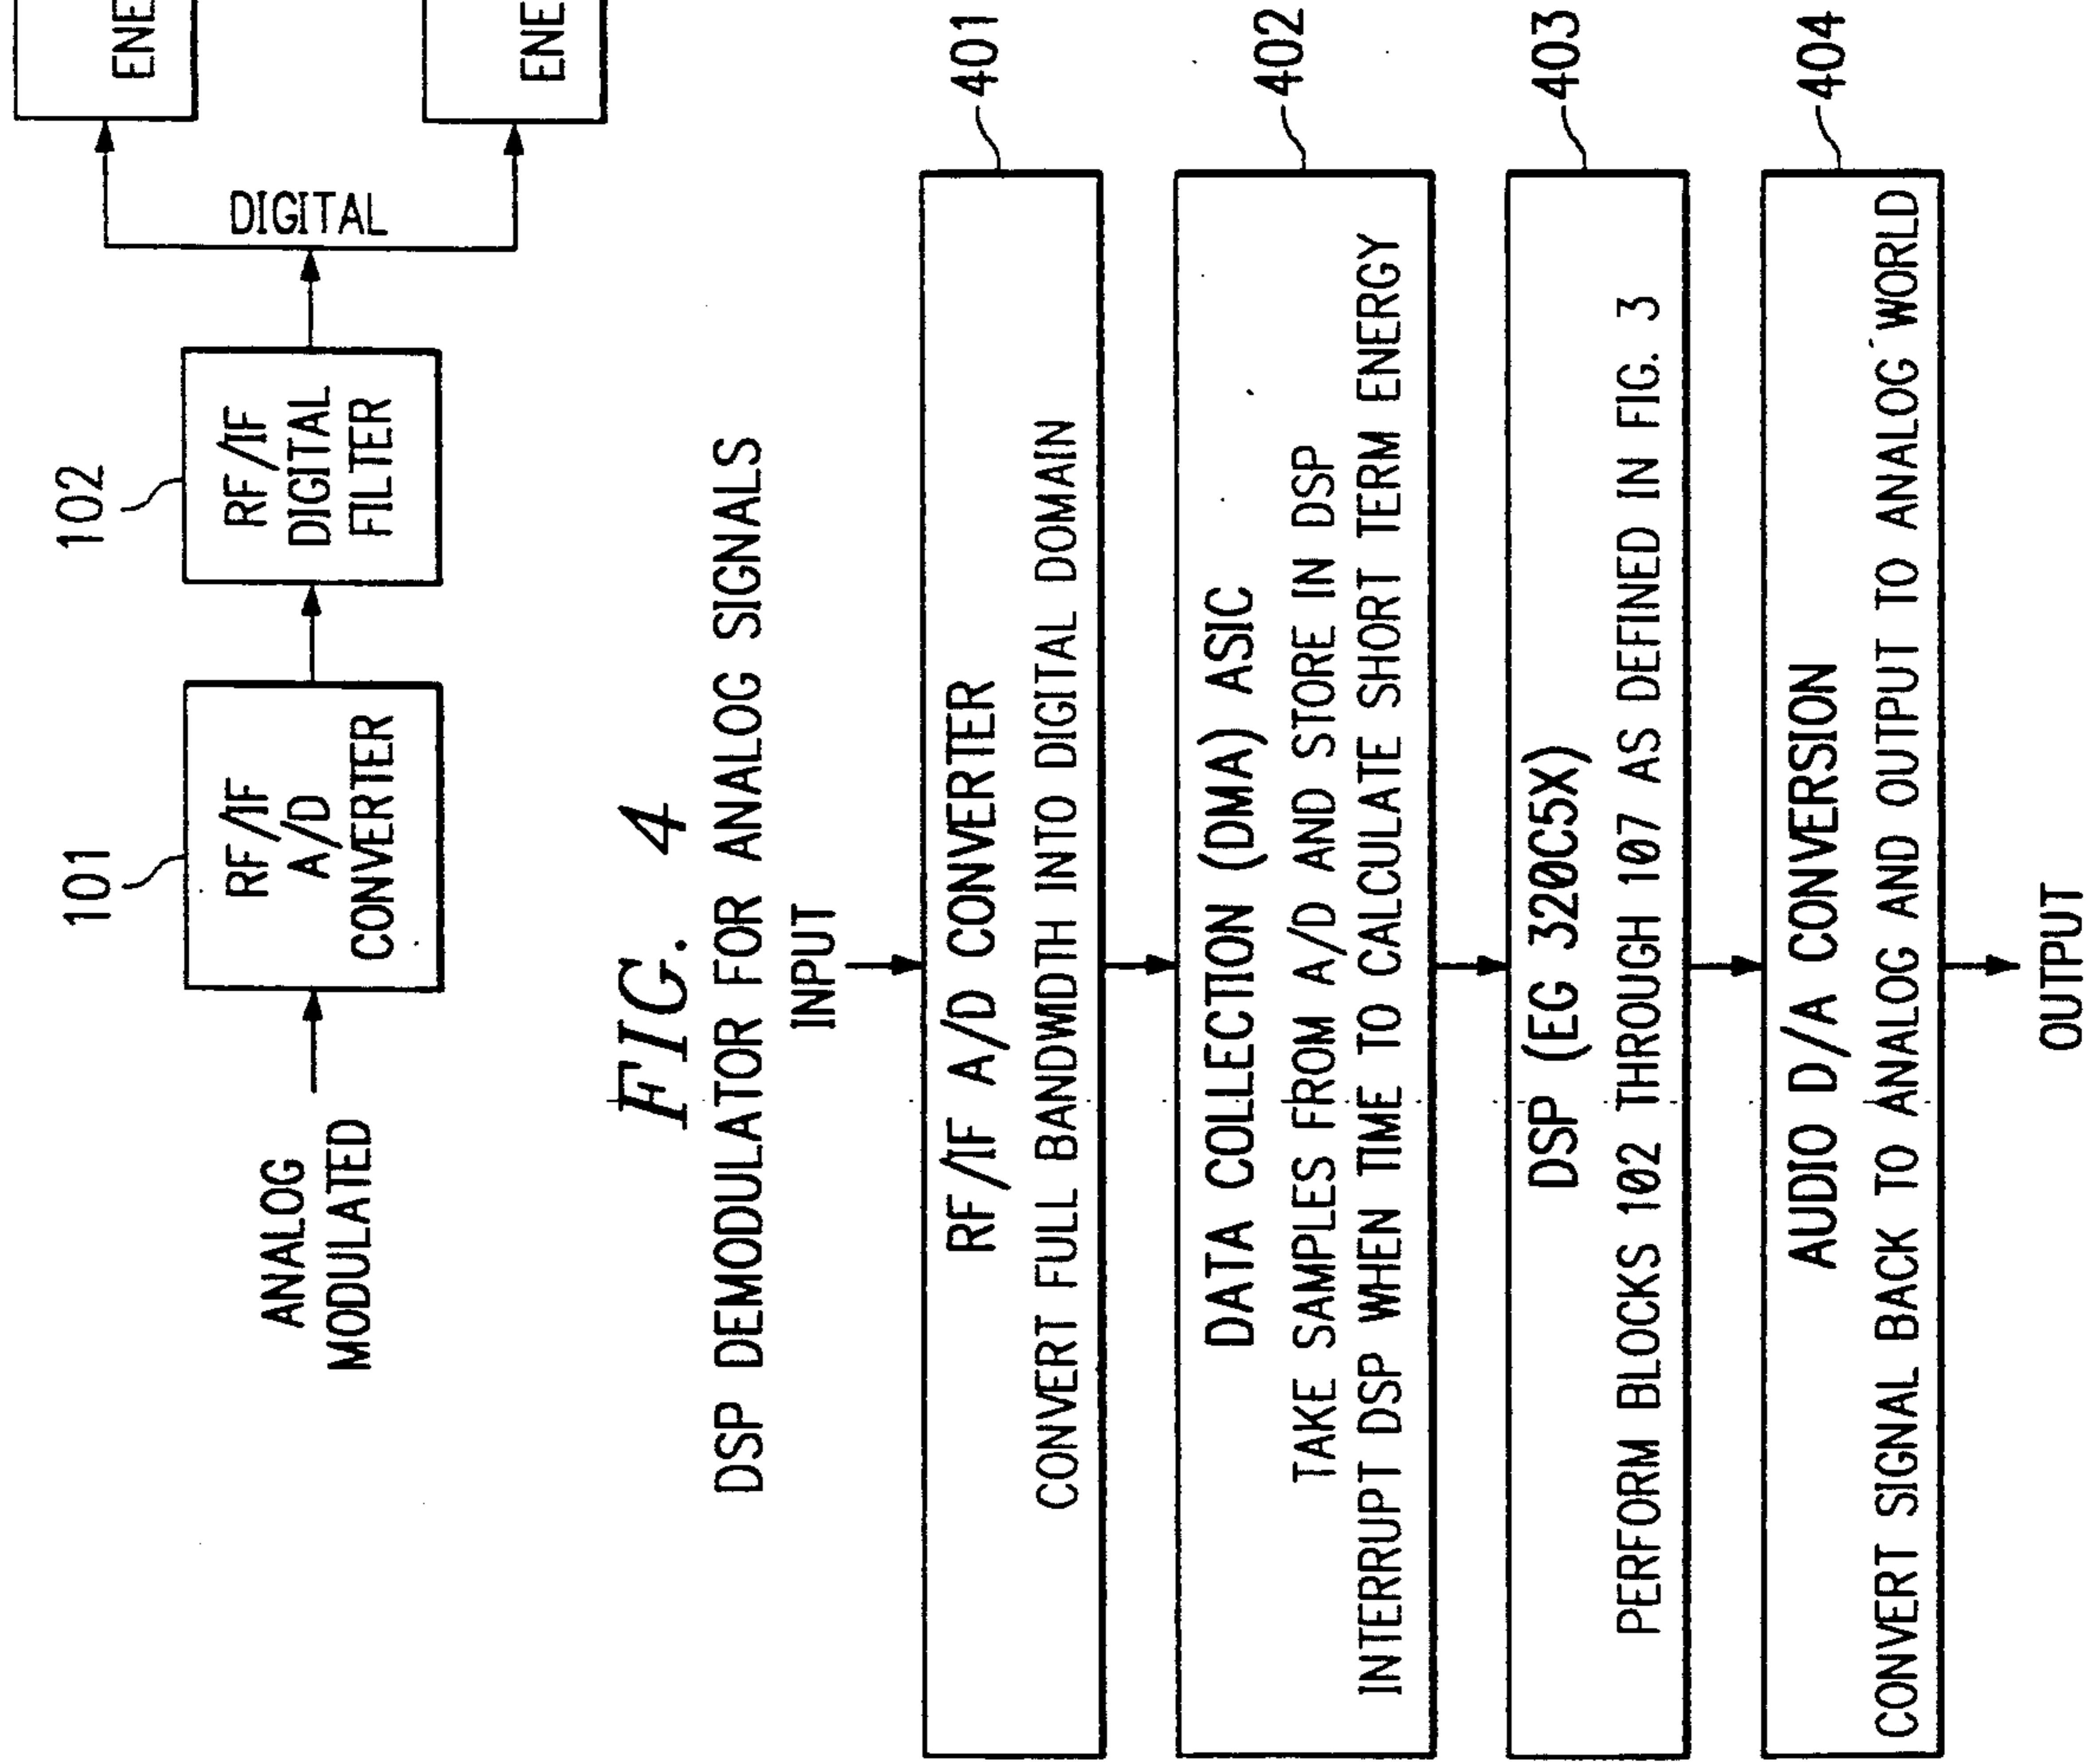 101
102
ANALOG
MODULATED
RF/IF
A/D
CONVERTER
RF/IF
DIGITAL
FILTER
DIGITAL
ENE
ENE
FIG. 4
DSP DEMODULATOR FOR ANALOG SIGNALS
INPUT
RF/IF A/D CONVERTER
CONVERT FULL BANDWIDTH INTO DIGITAL DOMAIN
401
DATA COLLECTION (DMA) ASIC
TAKE SAMPLES FROM A/D AND STORE IN DSP
INTERRUPT DSP WHEN TIME TO CALCULATE SHORT TERM ENERGY
402
DSP (EG 320C5X)
PERFORM BLOCKS 102 THROUGH 107 AS DEFINED IN FIG. 3
403
AUDIO D/A CONVERSION
CONVERT SIGNAL BACK TO ANALOG AND OUTPUT TO ANALOG WORLD
404
OUTPUT